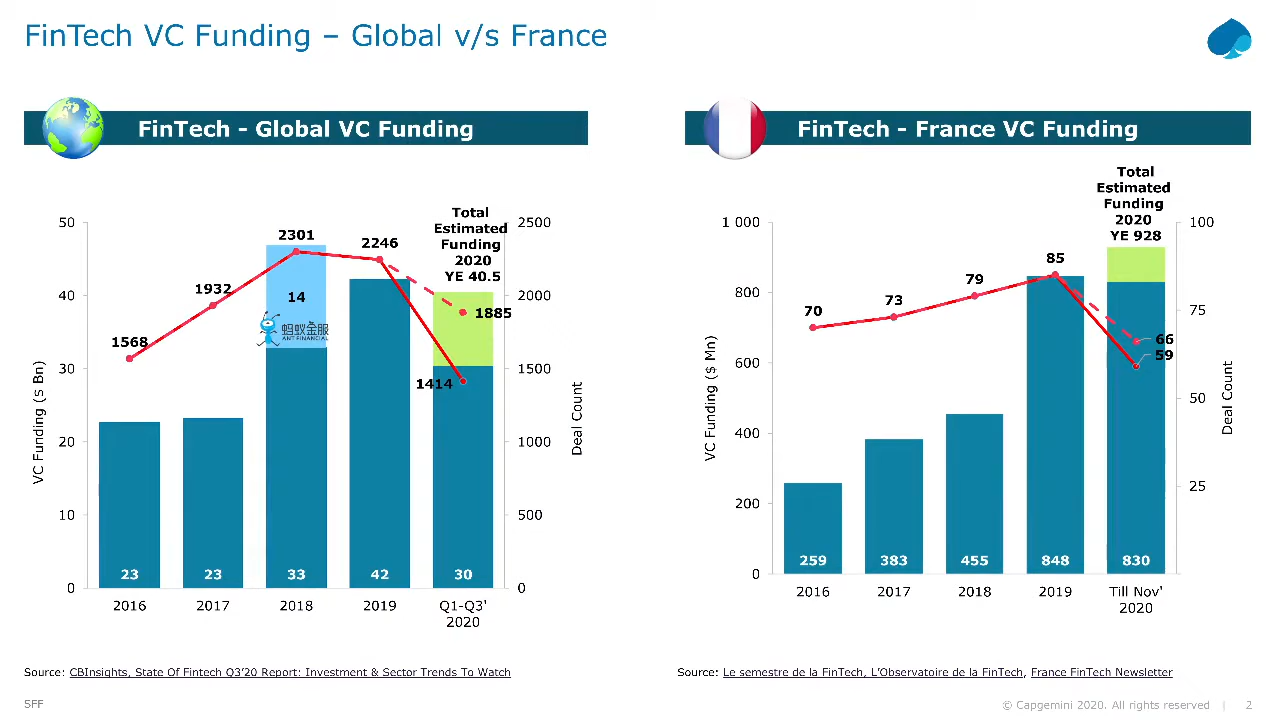 FinTech VC Funding – Global v/s France
FinTech - Global VC Funding
Total
Estimated
Funding
2020
YE 40.5
50
40
30
20
10
0
VC Funding ($ Bn)
2500
2000
1500
1000
500
0
Deal Count
1568
1932
2301
2246
1885
1414
14
蚂蚁金服
ANT FINANCIAL
23
23
33
42
30
2016
2017
2018
2019
Q1-Q3'
2020
Source: CBInsights, State Of Fintech Q3'20 Report: Investment & Sector Trends To Watch
FinTech - France VC Funding
Total
Estimated
Funding
2020
YE 928
1 000
800
600
400
200
0
VC Funding ($ Mn)
100
75
50
25
Deal Count
70
73
79
85
66
59
259
383
455
848
830
2016
2017
2018
2019
Till Nov'
2020
Source: Le semestre de la FinTech, L'Observatoire de la FinTech, France FinTech Newsletter
SFF
© Capgemini 2020. All rights reserved | 2